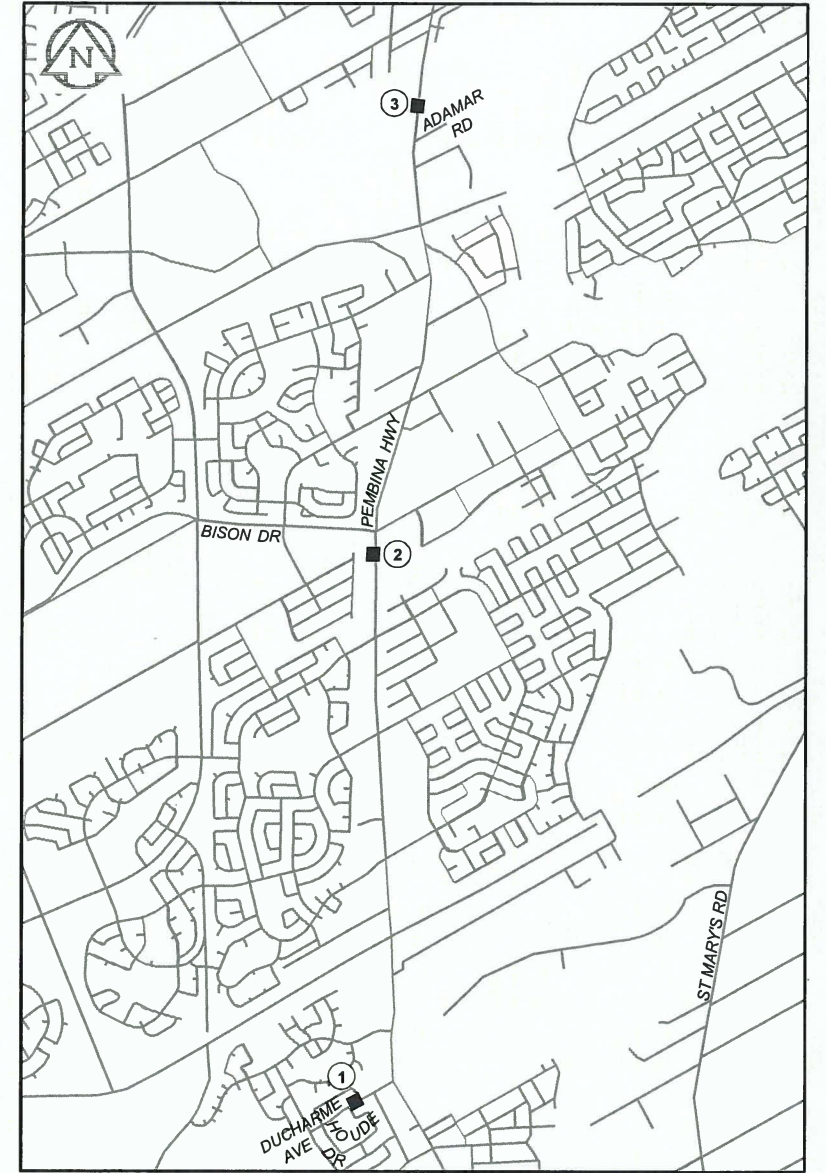 N
3
ADAMAR
RD
PEMBINA HWY
BISON DR
2
ST MARY'S RD
1
DUCHARME
AVE
HOUDE
DR